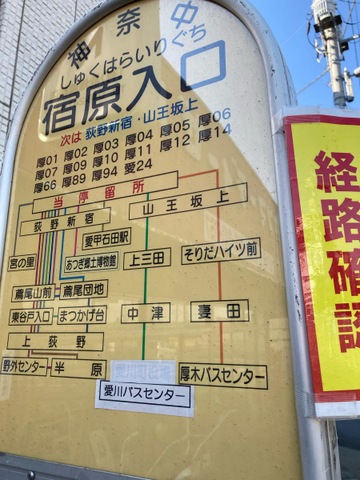 神奈中
しゅくはらいりぐち
宿原入口
次は 荻野新宿・山王坂上
厚01 厚02 厚03 厚04 厚05 厚06
厚07 厚09 厚10 厚11 厚12 厚14
厚66 厚89 厚94 愛24
当停留所
荻野新宿 山王坂上
愛甲石田駅
宮の里 あつぎ郷土博物館 上三田 そりだハイツ前
鳶尾山前 鳶尾団地
東谷戸入口 まつかげ台 中津 妻田
上荻野
野外センター 半原 厚木バスセンター
愛川バスセンター
経路確認